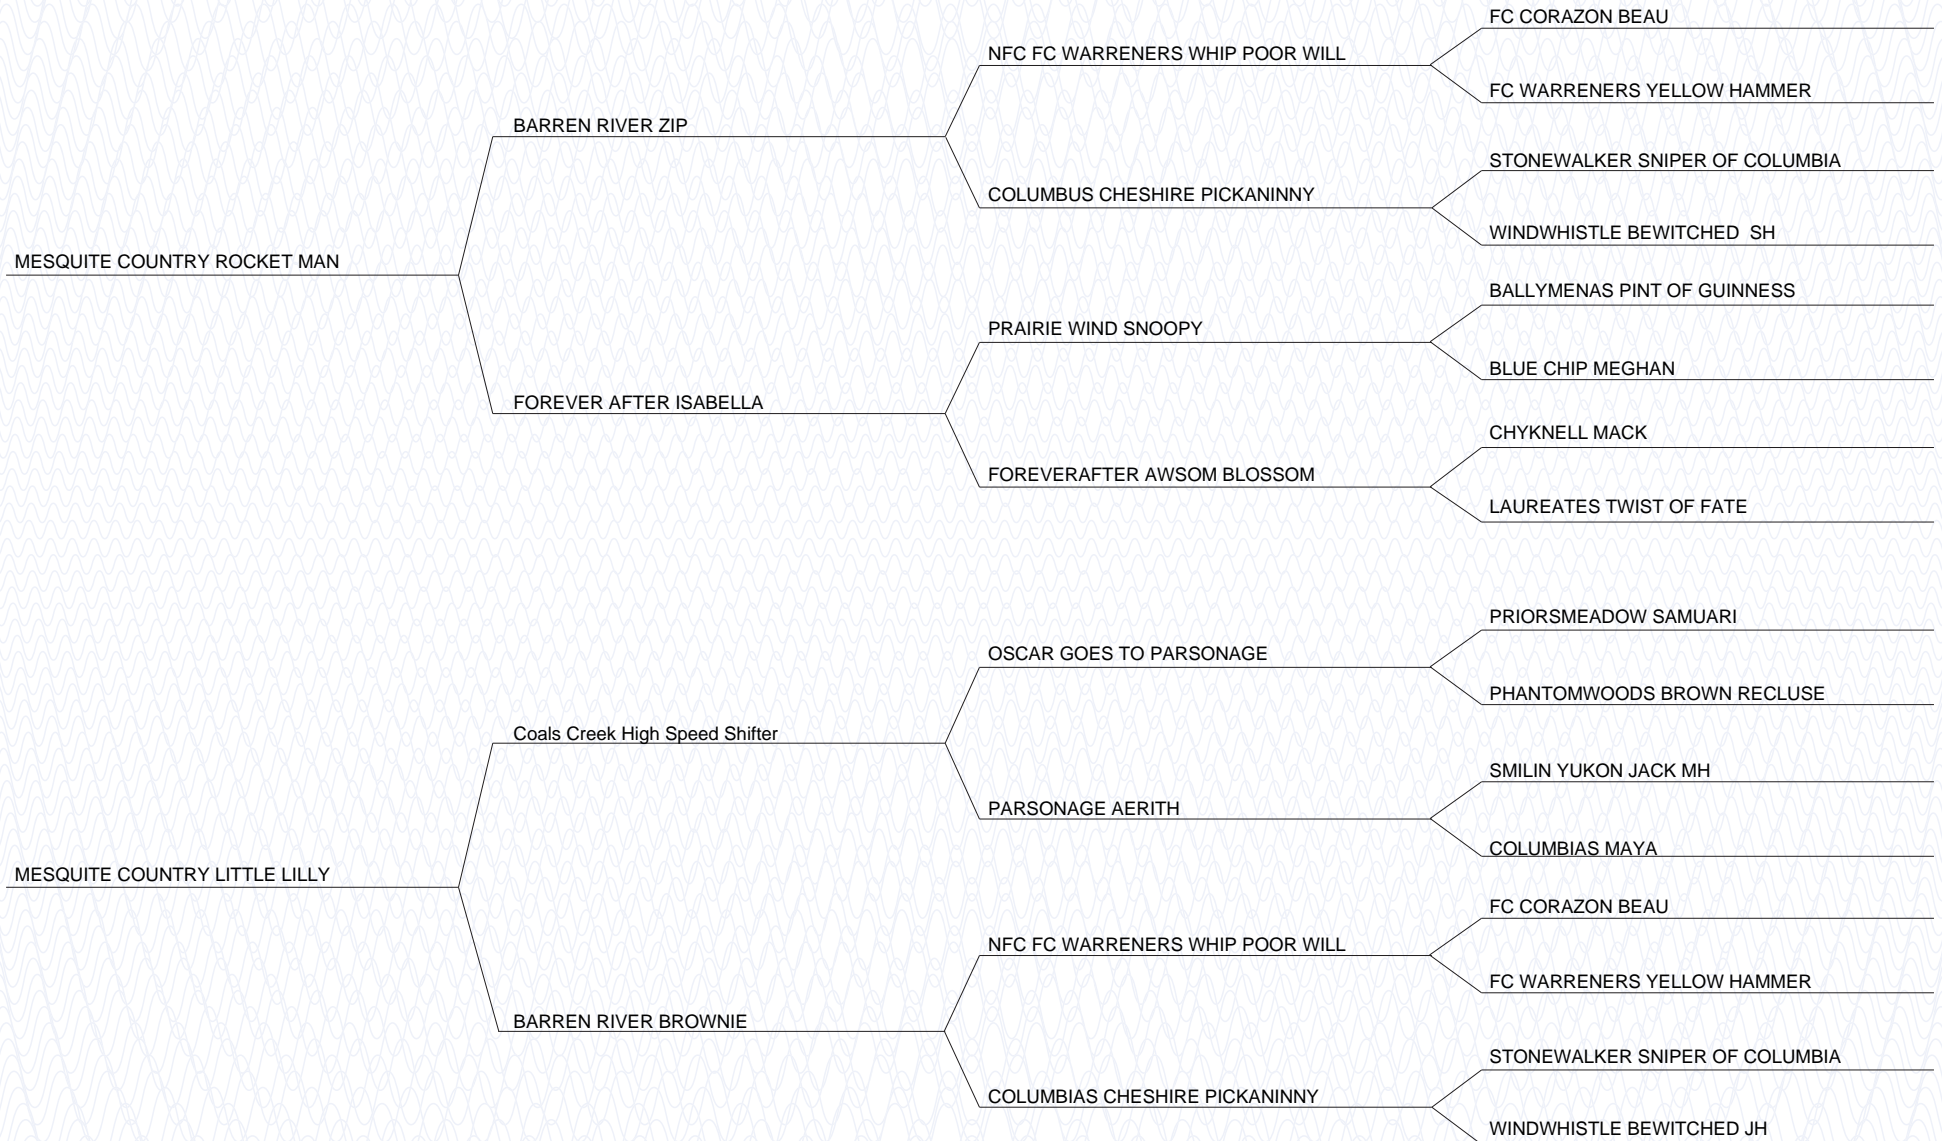 FC CORAZON BEAU
NFC FC WARRENERS WHIP POOR WILL
FC WARRENERS YELLOW HAMMER
BARREN RIVER ZIP
STONEWALKER SNIPER OF COLUMBIA
COLUMBUS CHESHIRE PICKANINNY
WINDWHISTLE BEWITCHED  SH
MESQUITE COUNTRY ROCKET MAN
BALLYMENAS PINT OF GUINNESS
PRAIRIE WIND SNOOPY
BLUE CHIP MEGHAN
FOREVER AFTER ISABELLA
CHYKNELL MACK
FOREVERAFTER AWSOM BLOSSOM
LAUREATES TWIST OF FATE
PRIORSMEADOW SAMUARI
OSCAR GOES TO PARSONAGE
PHANTOMWOODS BROWN RECLUSE
Coals Creek High Speed Shifter
SMILIN YUKON JACK MH
PARSONAGE AERITH
COLUMBIAS MAYA
MESQUITE COUNTRY LITTLE LILLY
FC CORAZON BEAU
NFC FC WARRENERS WHIP POOR WILL
FC WARRENERS YELLOW HAMMER
BARREN RIVER BROWNIE
STONEWALKER SNIPER OF COLUMBIA
COLUMBIAS CHESHIRE PICKANINNY
WINDWHISTLE BEWITCHED JH